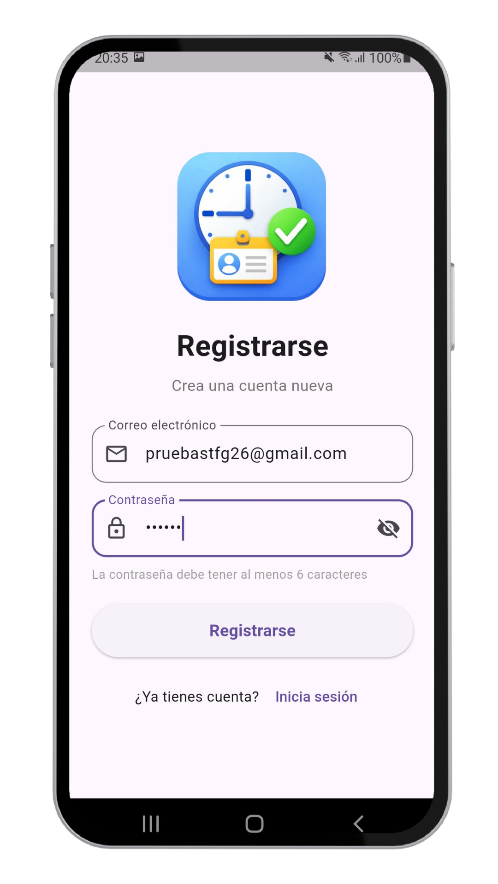 20:35 100%
Registrarse
Crea una cuenta nueva
Correo electrónico
pruebastfg26@gmail.com
Contraseña
••••••
La contraseña debe tener al menos 6 caracteres
Registrarse
¿Ya tienes cuenta? Inicia sesión